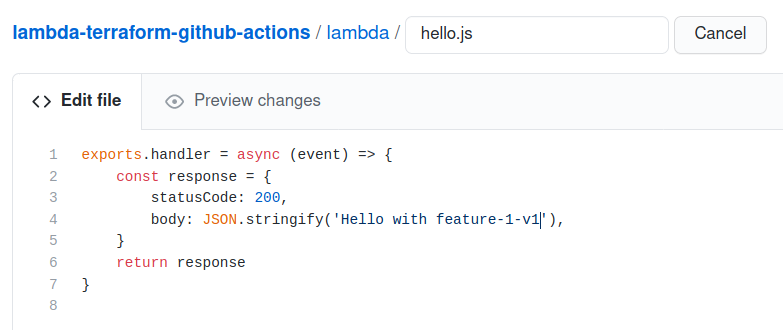 lambda-terraform-github-actions / lambda / hello.js Cancel
<> Edit file Preview changes
1 exports.handler = async (event) => {
2     const response = {
3         statusCode: 200,
4         body: JSON.stringify('Hello with feature-1-v1'),
5     }
6     return response
7 }
8